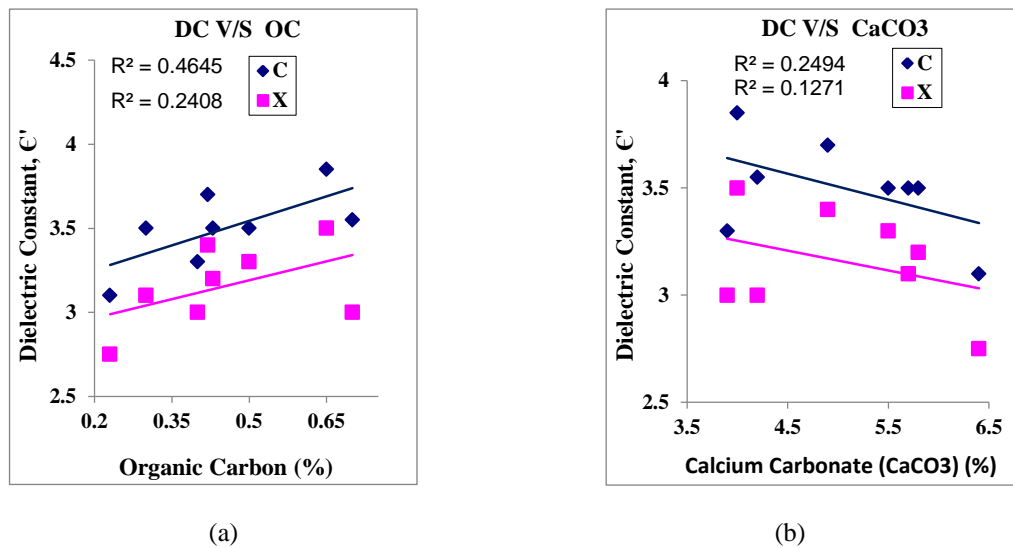 DC V/S OC
R² = 0.4645
R² = 0.2408
C
X
Dielectric Constant, Є'
4.5
4
3.5
3
2.5
0.2 0.35 0.5 0.65
Organic Carbon (%)
(a)
DC V/S CaCO3
R² = 0.2494
R² = 0.1271
C
X
Dielectric Constant, Є'
4
3.5
3
2.5
3.5 4.5 5.5 6.5
Calcium Carbonate (CaCO3) (%)
(b)